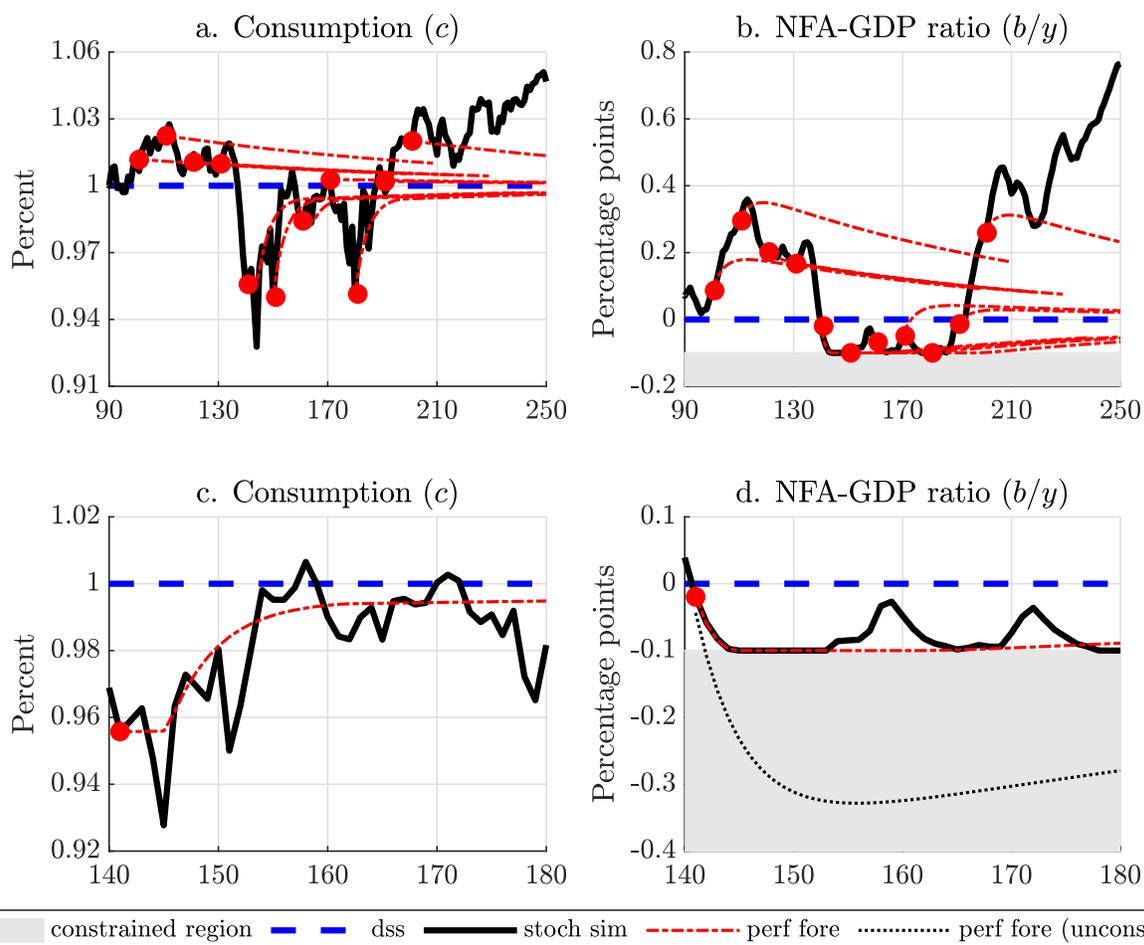 a. Consumption (c)
Percent
1.06
1.03
1
0.97
0.94
0.91
90 130 170 210 250
b. NFA-GDP ratio (b/y)
Percentage points
0.8
0.6
0.4
0.2
0
-0.2
90 130 170 210 250
c. Consumption (c)
Percent
1.02
1
0.98
0.96
0.94
0.92
140 150 160 170 180
d. NFA-GDP ratio (b/y)
Percentage points
0.1
0
-0.1
-0.2
-0.3
-0.4
140 150 160 170 180
constrained region dss stoch sim perf fore perf fore (uncons